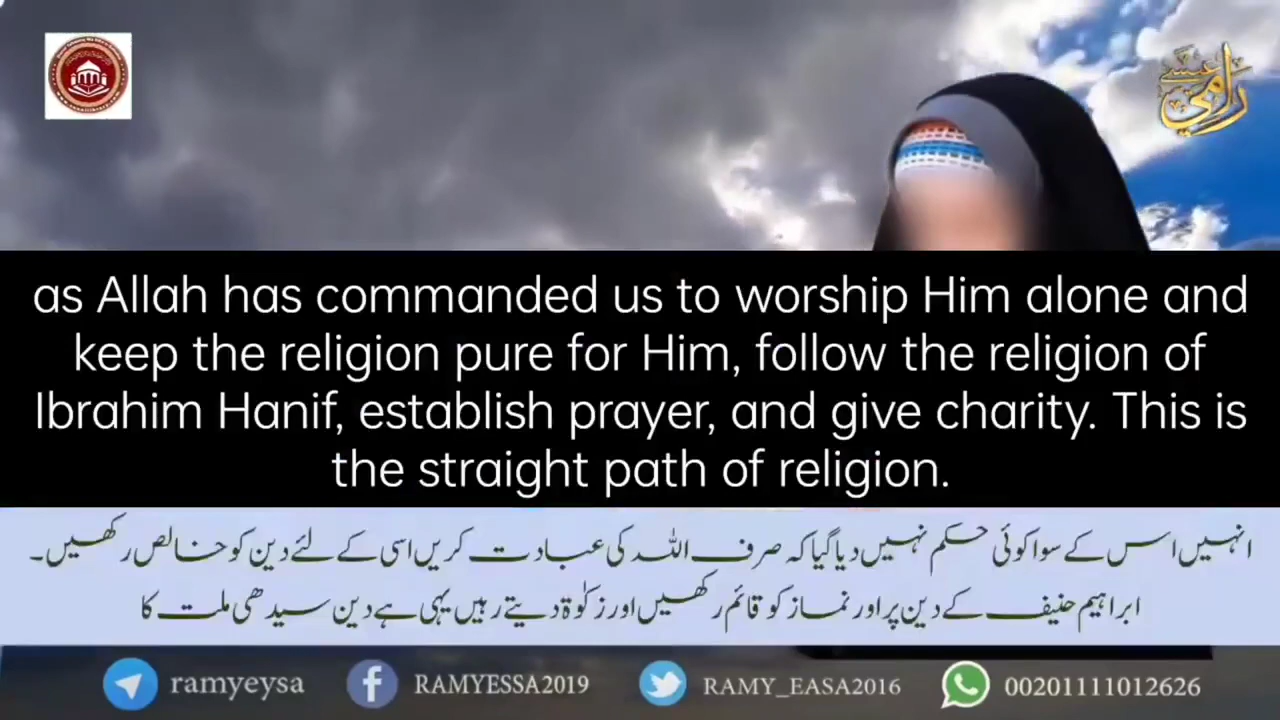 رامي عيسى
as Allah has commanded us to worship Him alone and
keep the religion pure for Him, follow the religion of
Ibrahim Hanif, establish prayer, and give charity. This is
the straight path of religion.
انہیں اس کے سوا کوئی حکم نہیں دیا گیا کہ صرف اللہ کی عبادت کریں اسی کے لئے دین کو خالص رکھیں۔
ابراہیم حنیف کے دین پر اور نماز کو قائم رکھیں اور زکوٰۃ دیتے رہیں یہی ہے دین سیدھی ملت کا
ramyeysa
RAMYESSA2019
RAMY_EASA2016
00201111012626